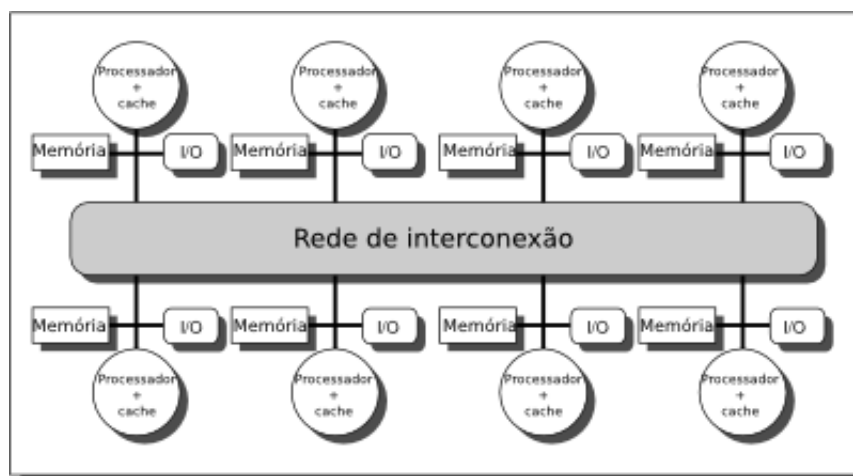 Processador
+
cache
Processador
+
cache
Processador
+
cache
Processador
+
cache
Memória
I/O
Memória
I/O
Memória
I/O
Memória
I/O
Rede de interconexão
Memória
I/O
Memória
I/O
Memória
I/O
Memória
I/O
Processador
+
cache
Processador
+
cache
Processador
+
cache
Processador
+
cache